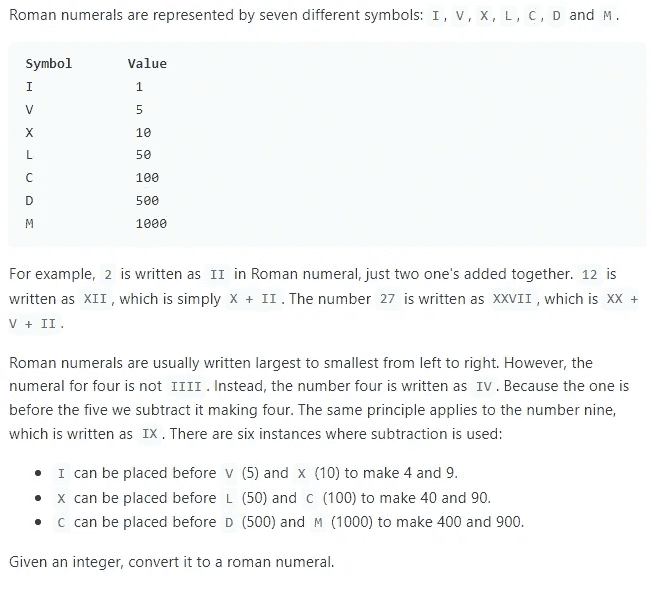 Roman numerals are represented by seven different symbols: I, V, X, L, C, D and M.
Symbol Value
I 1
V 5
X 10
L 50
C 100
D 500
M 1000
For example, 2 is written as II in Roman numeral, just two one's added together. 12 is
written as XII, which is simply X + II. The number 27 is written as XXVII, which is XX +
V + II.
Roman numerals are usually written largest to smallest from left to right. However, the
numeral for four is not IIII. Instead, the number four is written as IV. Because the one is
before the five we subtract it making four. The same principle applies to the number nine,
which is written as IX. There are six instances where subtraction is used:
• I can be placed before V (5) and X (10) to make 4 and 9.
• X can be placed before L (50) and C (100) to make 40 and 90.
• C can be placed before D (500) and M (1000) to make 400 and 900.
Given an integer, convert it to a roman numeral.